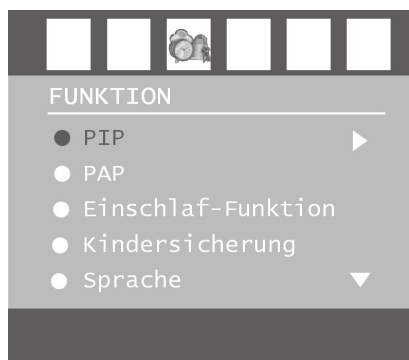 FUNKTION
PIP
PAP
Einschlaf-Funktion
Kindersicherung
Sprache